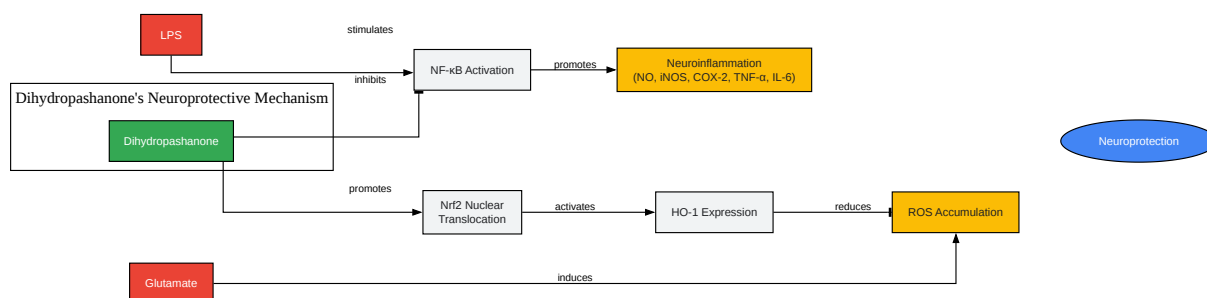 LPS
stimulates
NF-κB Activation
promotes
Neuroinflammation
(NO, iNOS, COX-2, TNF-α, IL-6)
inhibits
Dihydropashanone's Neuroprotective Mechanism
Dihydropashanone
Neuroprotection
promotes
Nrf2 Nuclear
Translocation
activates
HO-1 Expression
reduces
ROS Accumulation
Glutamate
induces